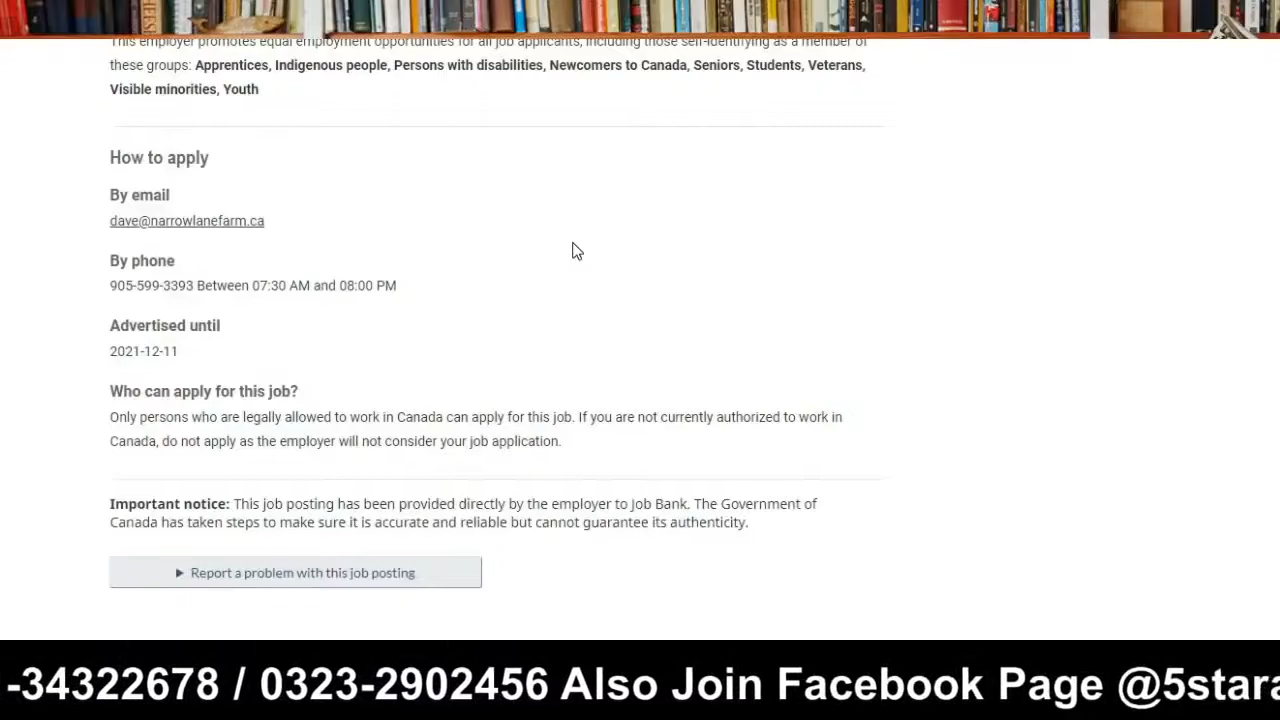 This employer promotes equal employment opportunities for all job applicants, including those self-identifying as a member of
these groups: Apprentices, Indigenous people, Persons with disabilities, Newcomers to Canada, Seniors, Students, Veterans,
Visible minorities, Youth
How to apply
By email
dave@narrowlanefarm.ca
By phone
905-599-3393 Between 07:30 AM and 08:00 PM
Advertised until
2021-12-11
Who can apply for this job?
Only persons who are legally allowed to work in Canada can apply for this job. If you are not currently authorized to work in
Canada, do not apply as the employer will not consider your job application.
Important notice: This job posting has been provided directly by the employer to Job Bank. The Government of
Canada has taken steps to make sure it is accurate and reliable but cannot guarantee its authenticity.
► Report a problem with this job posting
-34322678 / 0323-2902456 Also Join Facebook Page @5stara